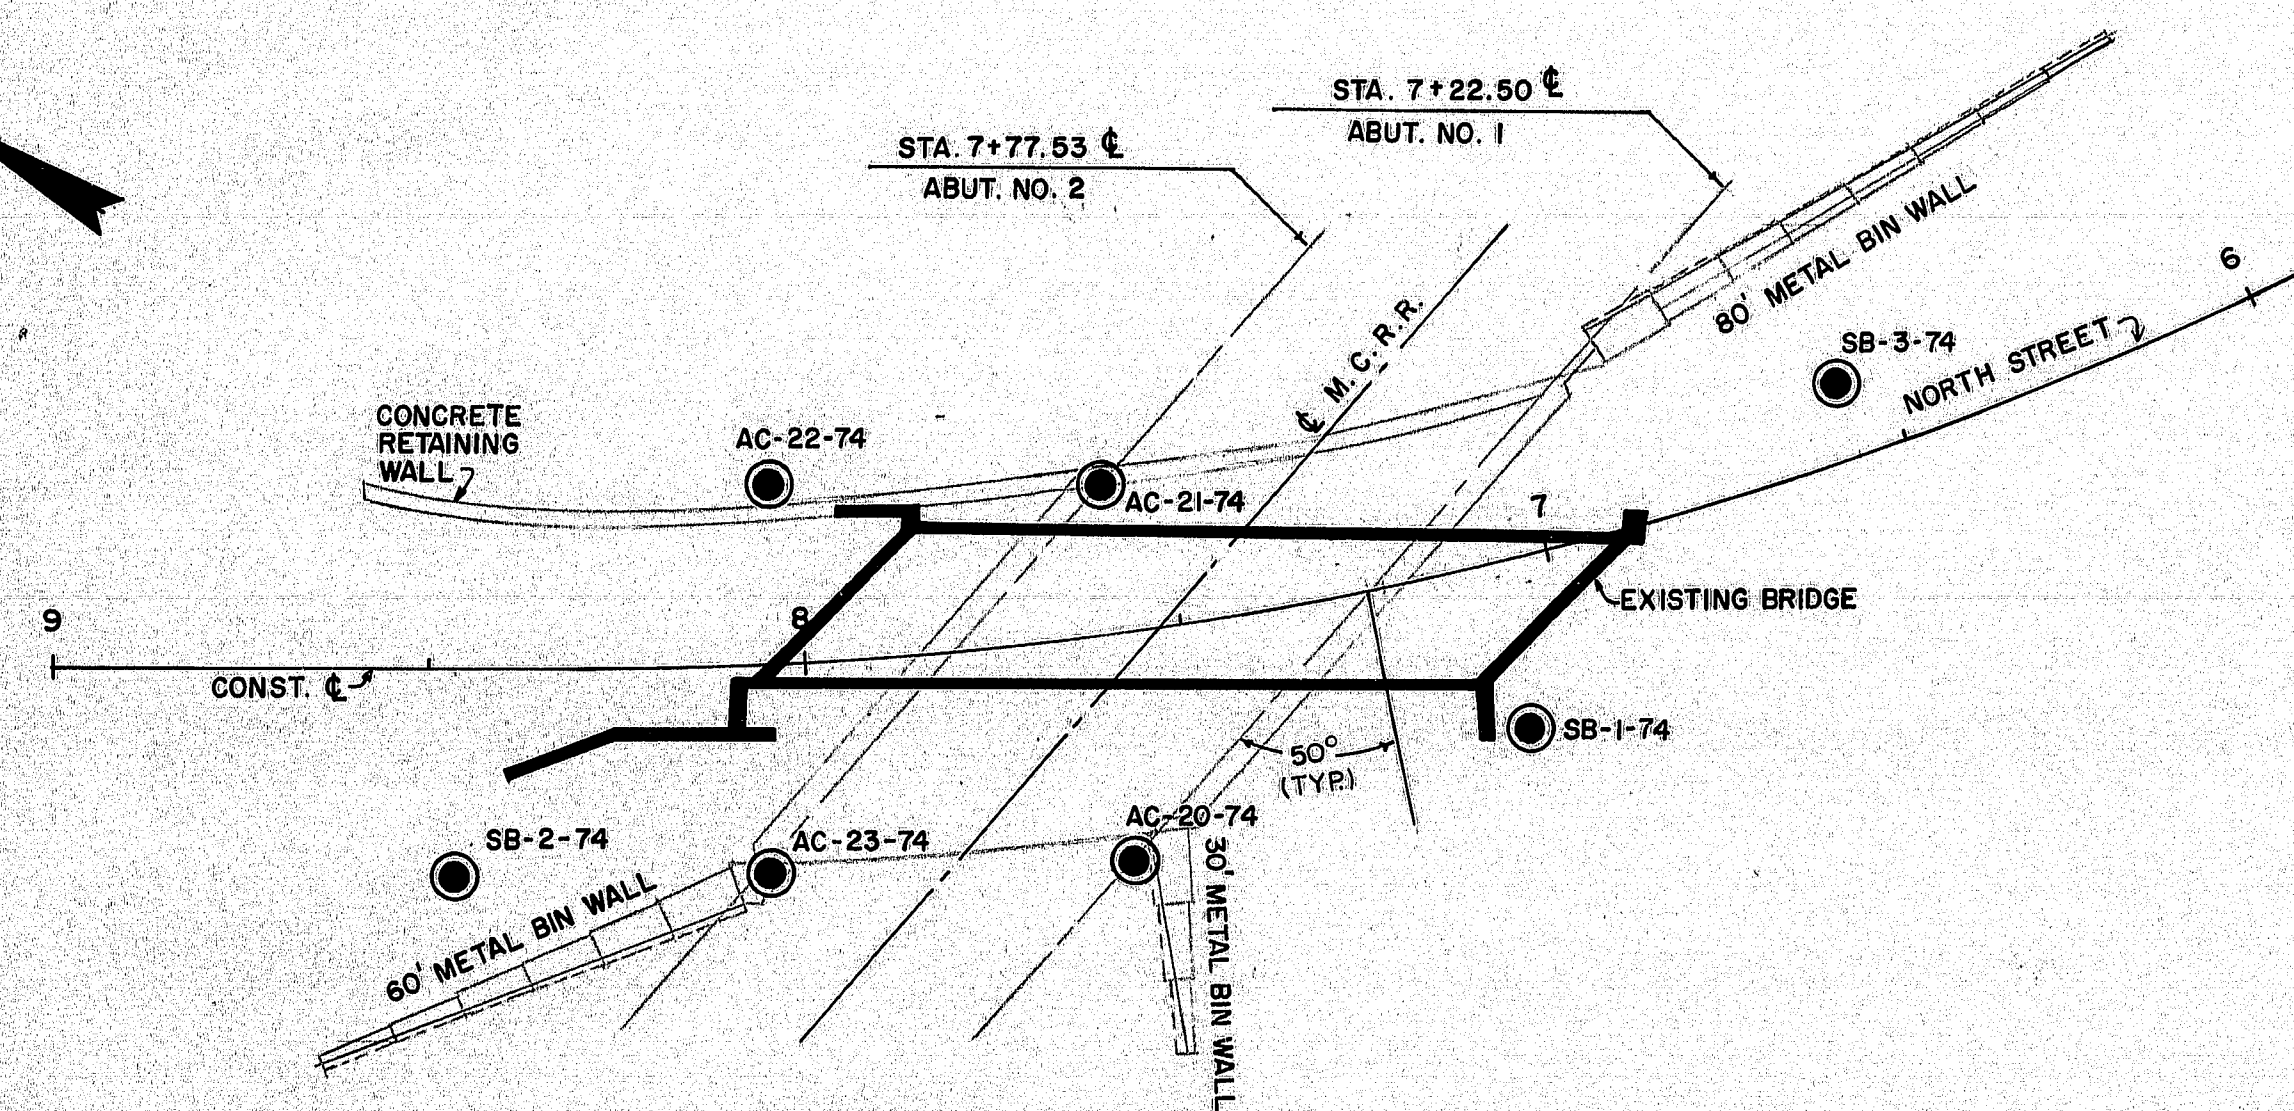 STA. 7+22.50 ℄
ABUT. NO. 1
STA. 7+77.53 ℄
ABUT. NO. 2
80' METAL BIN WALL
6
SB-3-74
NORTH STREET
℄ M.C. R.R.
CONCRETE
RETAINING
WALL
AC-22-74
AC-21-74
7
EXISTING BRIDGE
9
8
CONST. ℄
SB-1-74
50°
(TYP.)
AC-20-74
SB-2-74
AC-23-74
60' METAL BIN WALL
30' METAL BIN WALL